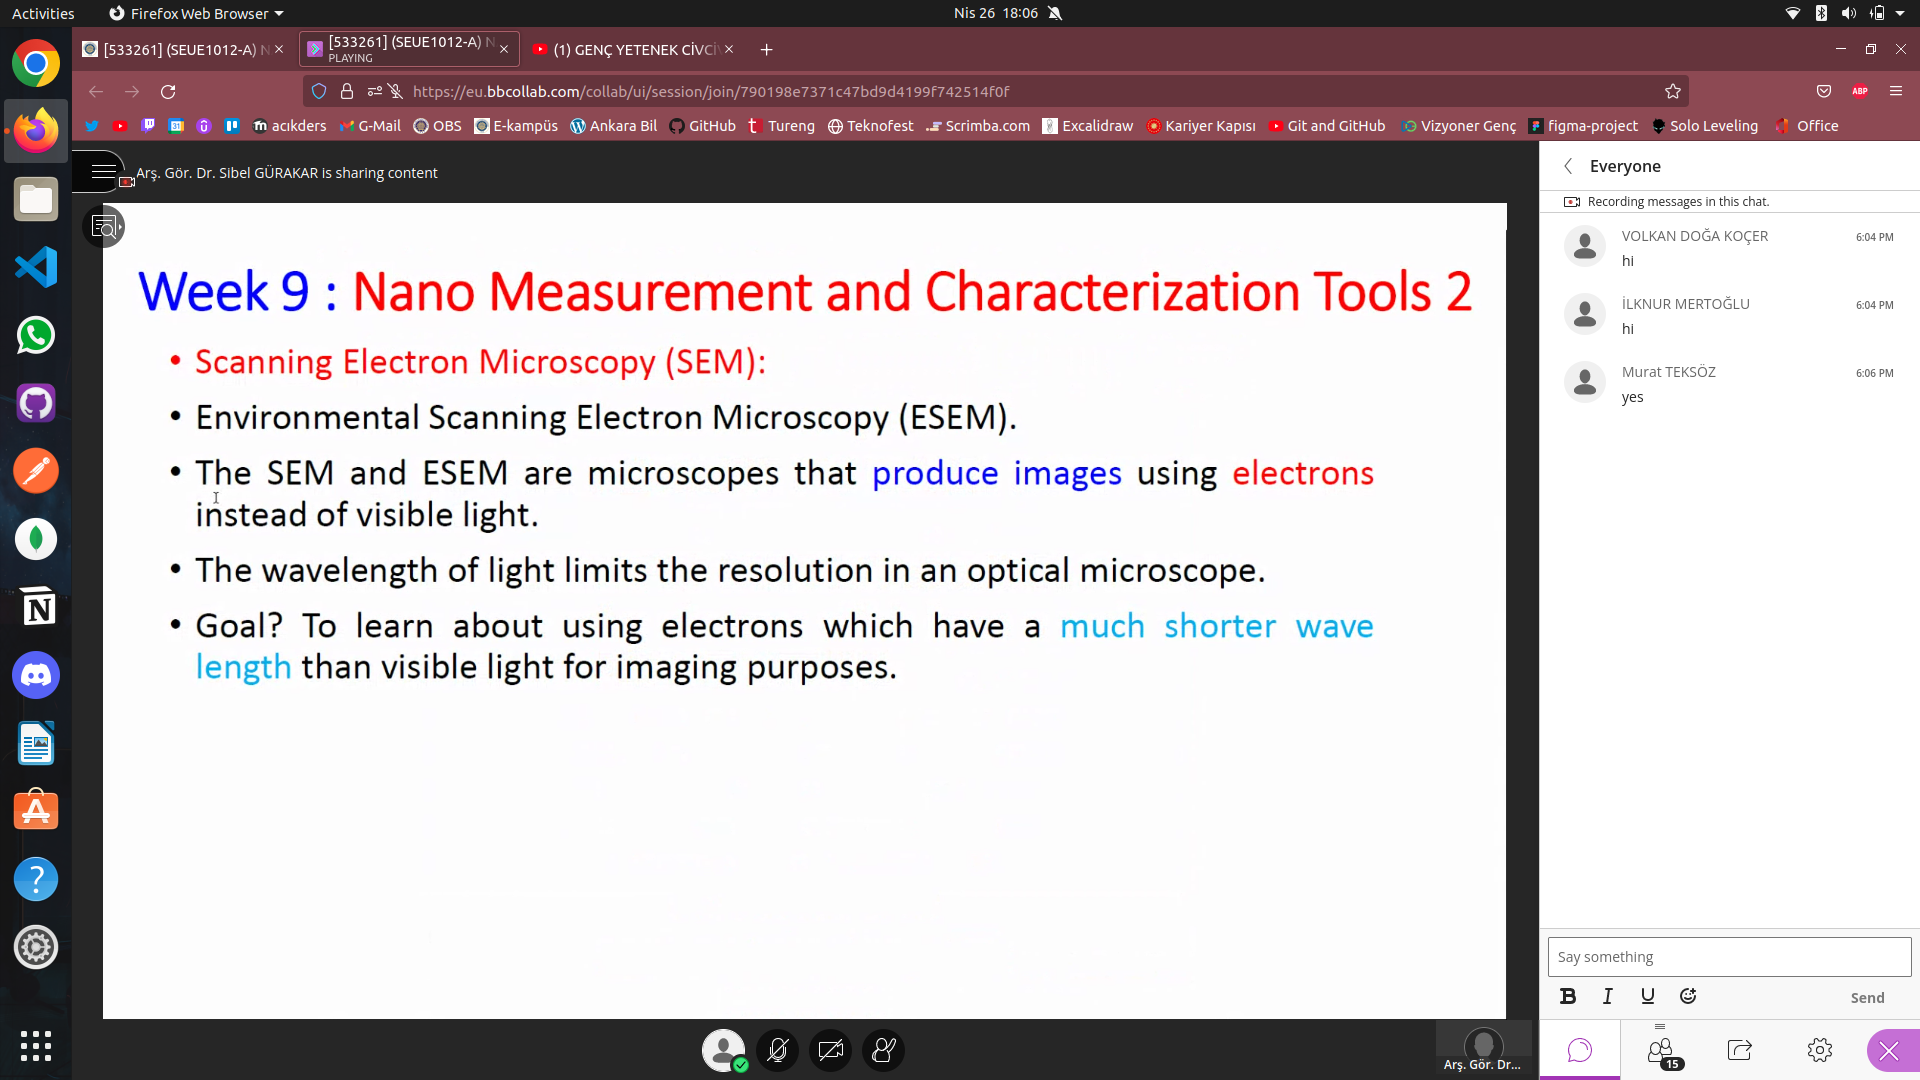 Activities
Firefox Web Browser
Nis 26 18:06
[533261] (SEUE1012-A) N
[533261] (SEUE1012-A) N
PLAYING
(1) GENÇ YETENEK CİVCİ
https://eu.bbcollab.com/collab/ui/session/join/790198e7371c47bd9d4199f742514f0f
ABP
acıkders
G-Mail
OBS
E-kampüs
Ankara Bil
GitHub
Tureng
Teknofest
Scrimba.com
Excalidraw
Kariyer Kapısı
Git and GitHub
Vizyoner Genç
figma-project
Solo Leveling
Office
Arş. Gör. Dr. Sibel GÜRAKAR is sharing content
Week 9 : Nano Measurement and Characterization Tools 2
• Scanning Electron Microscopy (SEM):
• Environmental Scanning Electron Microscopy (ESEM).
• The SEM and ESEM are microscopes that produce images using electrons
instead of visible light.
• The wavelength of light limits the resolution in an optical microscope.
• Goal? To learn about using electrons which have a much shorter wave
length than visible light for imaging purposes.
Arş. Gör. Dr...
Everyone
Recording messages in this chat.
VOLKAN DOĞA KOÇER 6:04 PM
hi
İLKNUR MERTOĞLU 6:04 PM
hi
Murat TEKSÖZ 6:06 PM
yes
Say something
B I U
Send
15